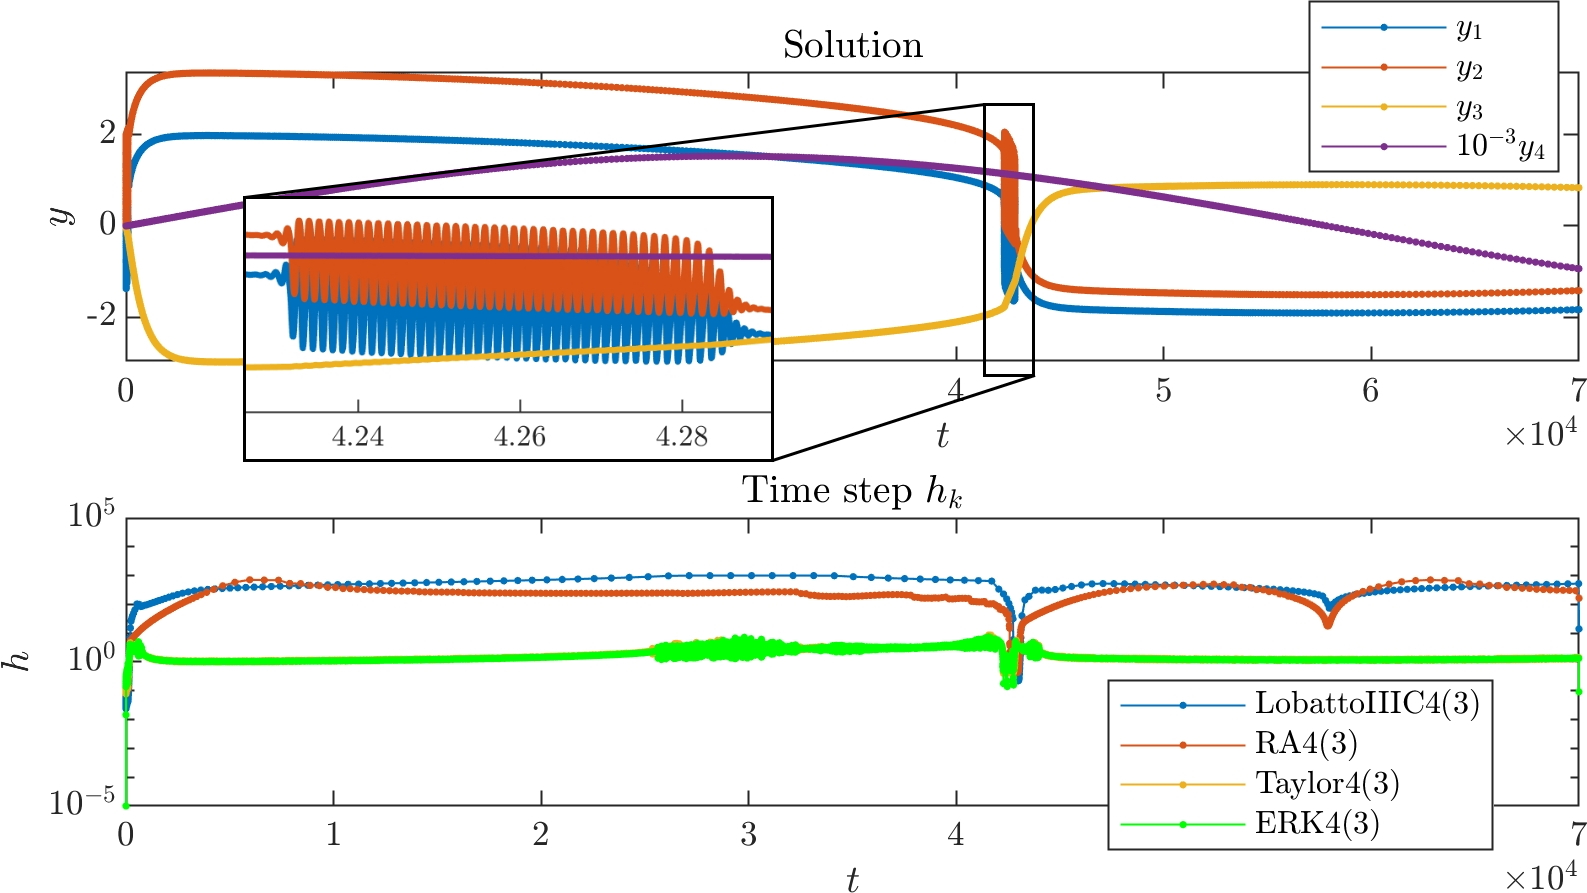 Solution
y₁
y₂
y₃
10⁻³y₄
y
2
0
-2
0
4
5
6
7
4.24
4.26
4.28
t
×10⁴
Time step hₖ
h
10⁵
10⁰
10⁻⁵
LobattoIIIC4(3)
RA4(3)
Taylor4(3)
ERK4(3)
0
1
2
3
4
7
t
×10⁴